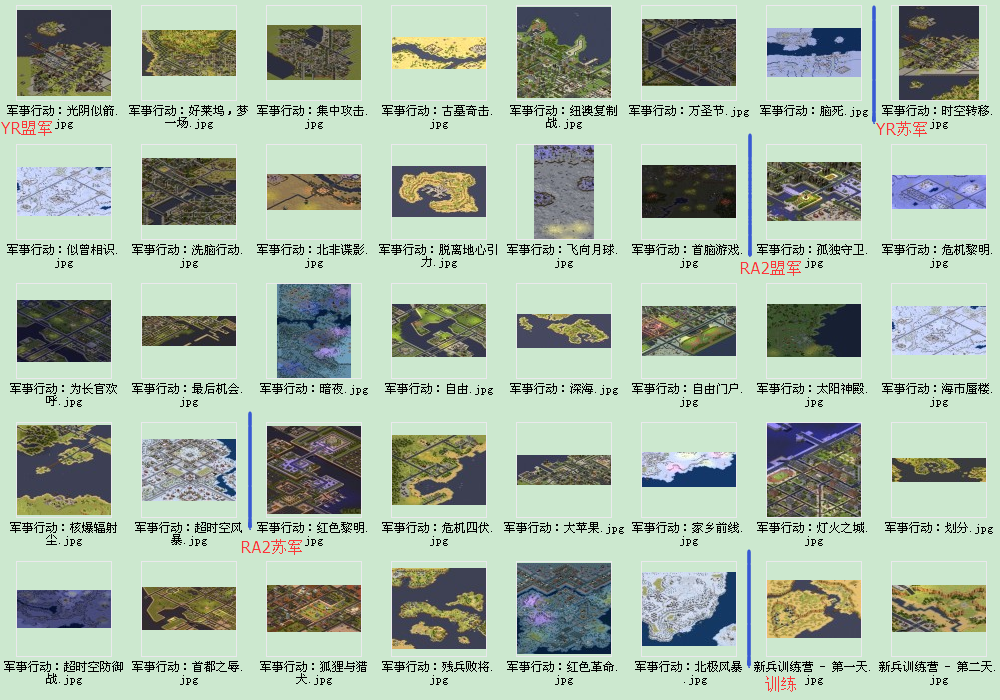 军事行动：光阴似箭.
jpg
军事行动：好莱坞，梦
一场.jpg
军事行动：集中攻击.
jpg
军事行动：古墓奇击.
jpg
军事行动：纽澳复制
战.jpg
军事行动：万圣节.jpg
军事行动：脑死.jpg
军事行动：时空转移.
jpg
YR盟军
YR苏军
军事行动：似曾相识.
jpg
军事行动：洗脑行动.
jpg
军事行动：北非谍影.
jpg
军事行动：脱离地心引
力.jpg
军事行动：飞向月球.
jpg
军事行动：首脑游戏.
jpg
军事行动：孤独守卫.
jpg
军事行动：危机黎明.
jpg
RA2盟军
军事行动：为长官欢
呼.jpg
军事行动：最后机会.
jpg
军事行动：暗夜.jpg
军事行动：自由.jpg
军事行动：深海.jpg
军事行动：自由门户.
jpg
军事行动：太阳神殿.
jpg
军事行动：海市蜃楼.
jpg
军事行动：核爆辐射
尘.jpg
军事行动：超时空风
暴.jpg
军事行动：红色黎明.
jpg
军事行动：危机四伏.
jpg
军事行动：大苹果.jpg
军事行动：家乡前线.
jpg
军事行动：灯火之城.
jpg
军事行动：划分.jpg
RA2苏军
军事行动：超时空防御
战.jpg
军事行动：首都之辱.
jpg
军事行动：狐狸与猎
犬.jpg
军事行动：残兵败将.
jpg
军事行动：红色革命.
jpg
军事行动：北极风暴
.jpg
新兵训练营 - 第一天.
jpg
新兵训练营 - 第二天.
jpg
训练